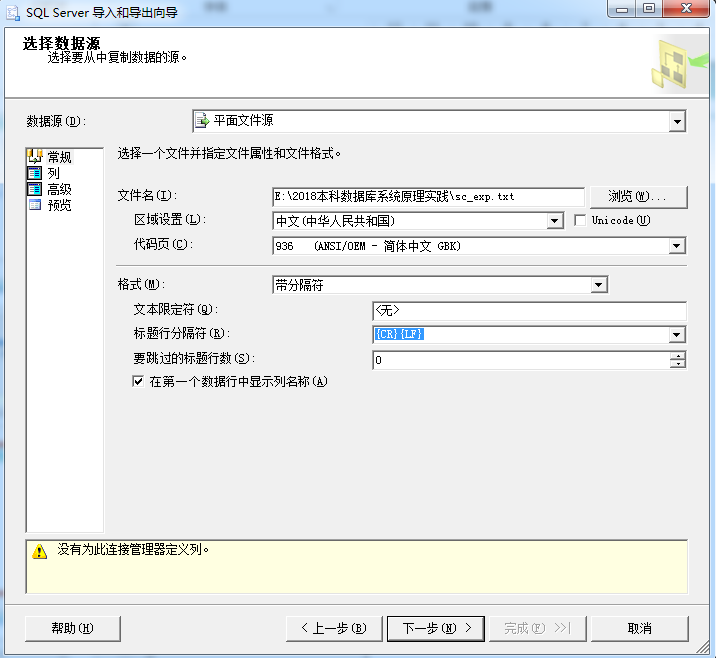 SQL Server 导入和导出向导
选择数据源
选择要从中复制数据的源。
数据源(D):
平面文件源
常规
列
高级
预览
选择一个文件并指定文件属性和文件格式。
文件名(I):
E:\2018本科数据库系统原理实践\sc_exp.txt
浏览(W)...
区域设置(L):
中文(中华人民共和国)
Unicode(U)
代码页(C):
936 (ANSI/OEM - 简体中文 GBK)
格式(M):
带分隔符
文本限定符(Q):
<无>
标题行分隔符(R):
{CR}{LF}
要跳过的标题行数(S):
0
在第一个数据行中显示列名称(A)
没有为此连接管理器定义列。
帮助(H)
< 上一步(B)
下一步(N) >
完成(F) >>|
取消